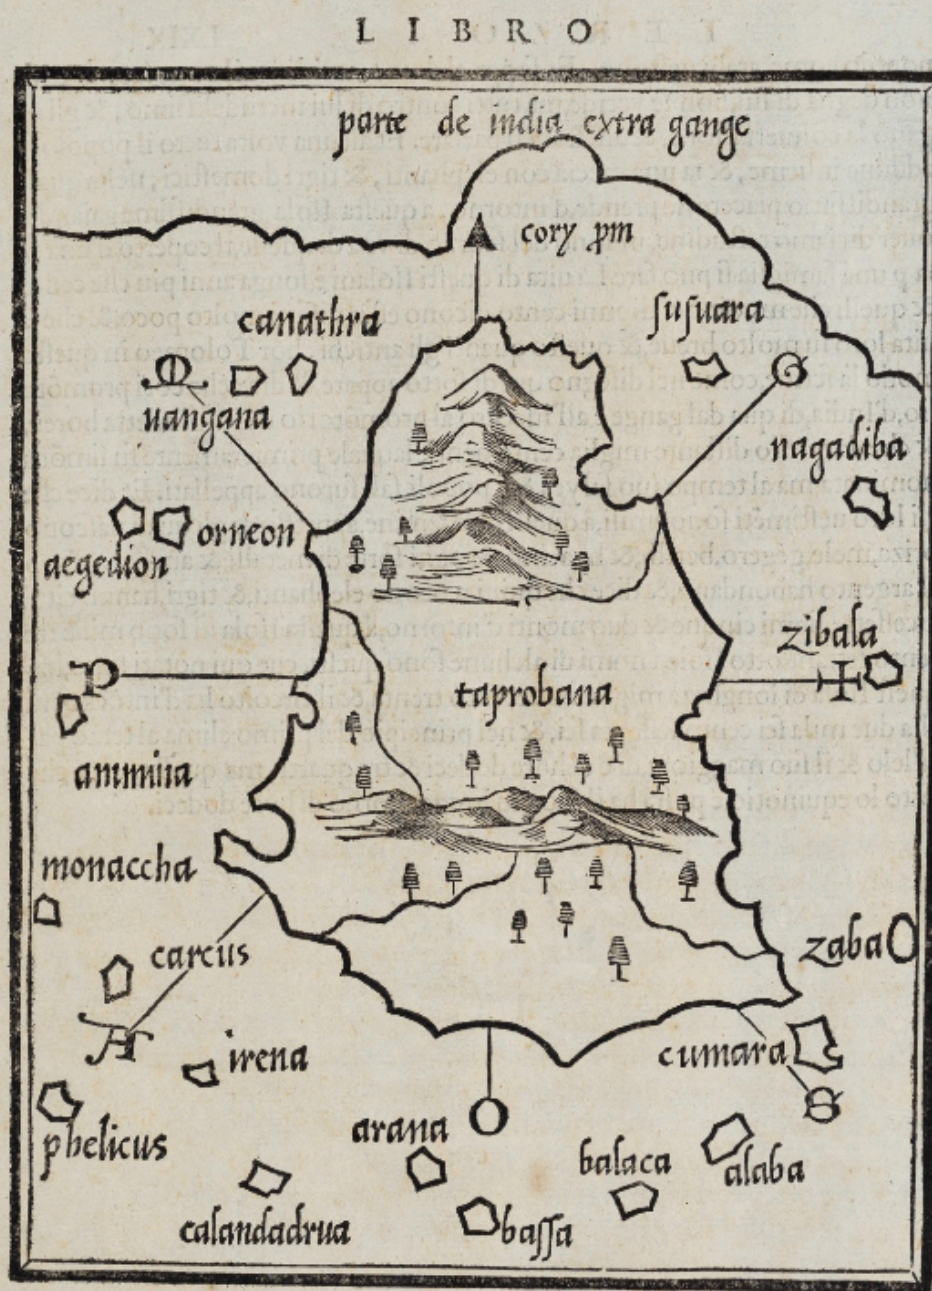 LIBRO
parte de india extra gange
cory pm
canathra
susuara
M
G
uangana
nagadiba
orneon
aegedion
zibala
P
taprobana
ammina
monaccha
carcus
zaba
A
irena
cumara
S
phelicus
arana
O
balaca
alaba
calandadrua
bassa